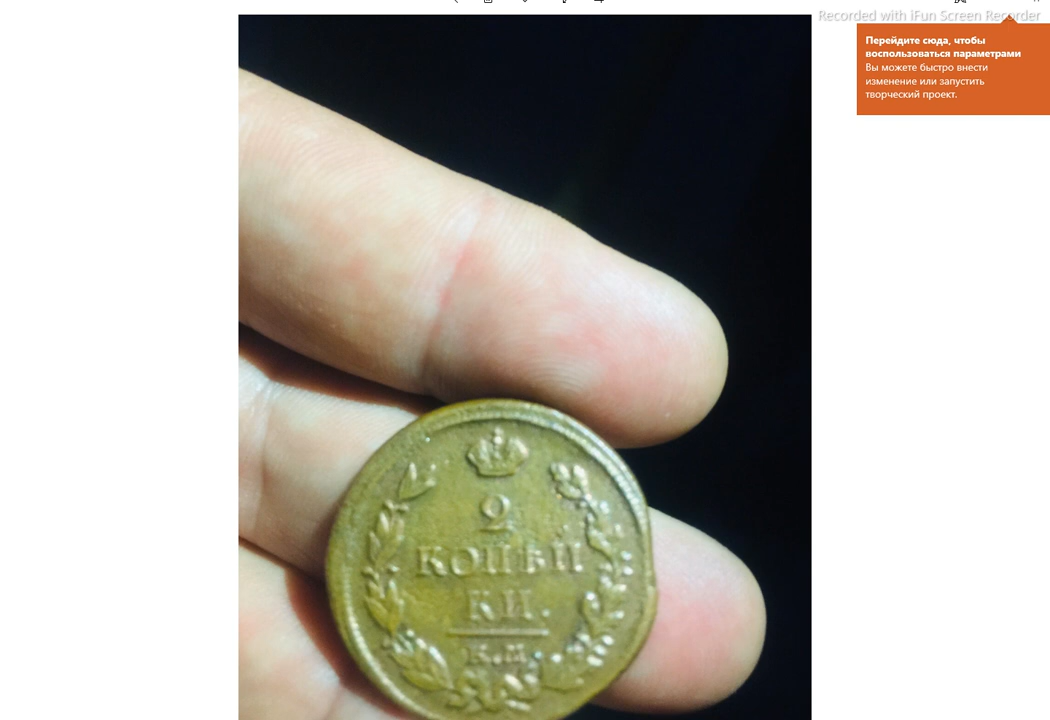 Recorded with iFun Screen Recorder
Перейдите сюда, чтобы
воспользоваться параметрами
Вы можете быстро внести
изменение или запустить
творческий проект.
2
КОПѢЙ
КИ.
К.М.